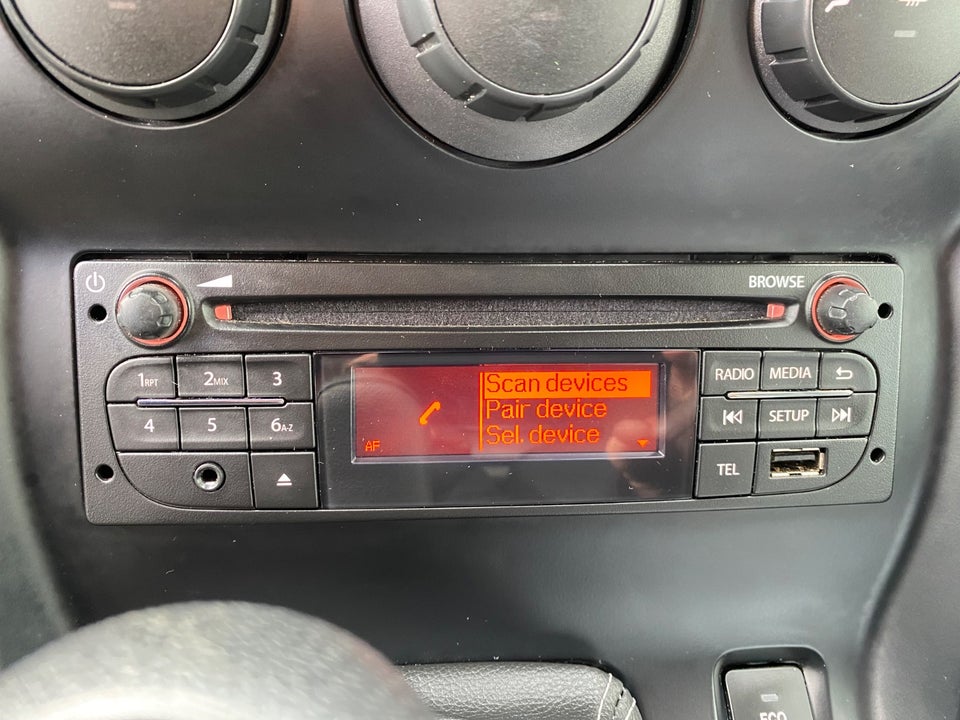 BROWSE
1RPT 2MIX 3
4 5 6A-Z
AF
Scan devices
Pair device
Sel. device
RADIO MEDIA
SETUP
TEL
ECO